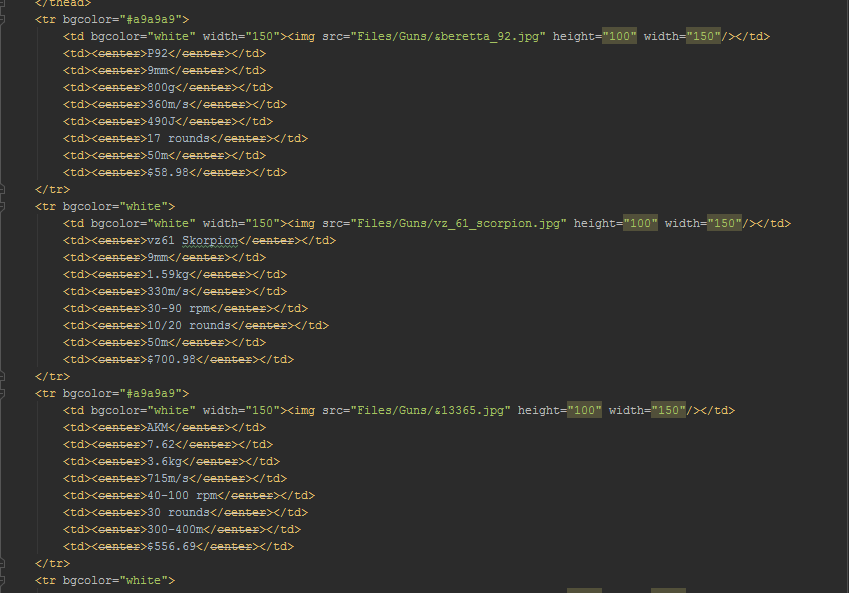 </thead>
<tr bgcolor="#a9a9a9">
<td bgcolor="white" width="150"><img src="Files/Guns/&beretta_92.jpg" height="100" width="150"/></td>
<td><center>P92</center></td>
<td><center>9mm</center></td>
<td><center>800g</center></td>
<td><center>360m/s</center></td>
<td><center>490J</center></td>
<td><center>17 rounds</center></td>
<td><center>50m</center></td>
<td><center>$58.98</center></td>
</tr>
<tr bgcolor="white">
<td bgcolor="white" width="150"><img src="Files/Guns/vz_61_scorpion.jpg" height="100" width="150"/></td>
<td><center>vz61 Skorpion</center></td>
<td><center>9mm</center></td>
<td><center>1.59kg</center></td>
<td><center>330m/s</center></td>
<td><center>30-90 rpm</center></td>
<td><center>10/20 rounds</center></td>
<td><center>50m</center></td>
<td><center>$700.98</center></td>
</tr>
<tr bgcolor="#a9a9a9">
<td bgcolor="white" width="150"><img src="Files/Guns/&13365.jpg" height="100" width="150"/></td>
<td><center>AKM</center></td>
<td><center>7.62</center></td>
<td><center>3.6kg</center></td>
<td><center>715m/s</center></td>
<td><center>40-100 rpm</center></td>
<td><center>30 rounds</center></td>
<td><center>300-400m</center></td>
<td><center>$556.69</center></td>
</tr>
<tr bgcolor="white">